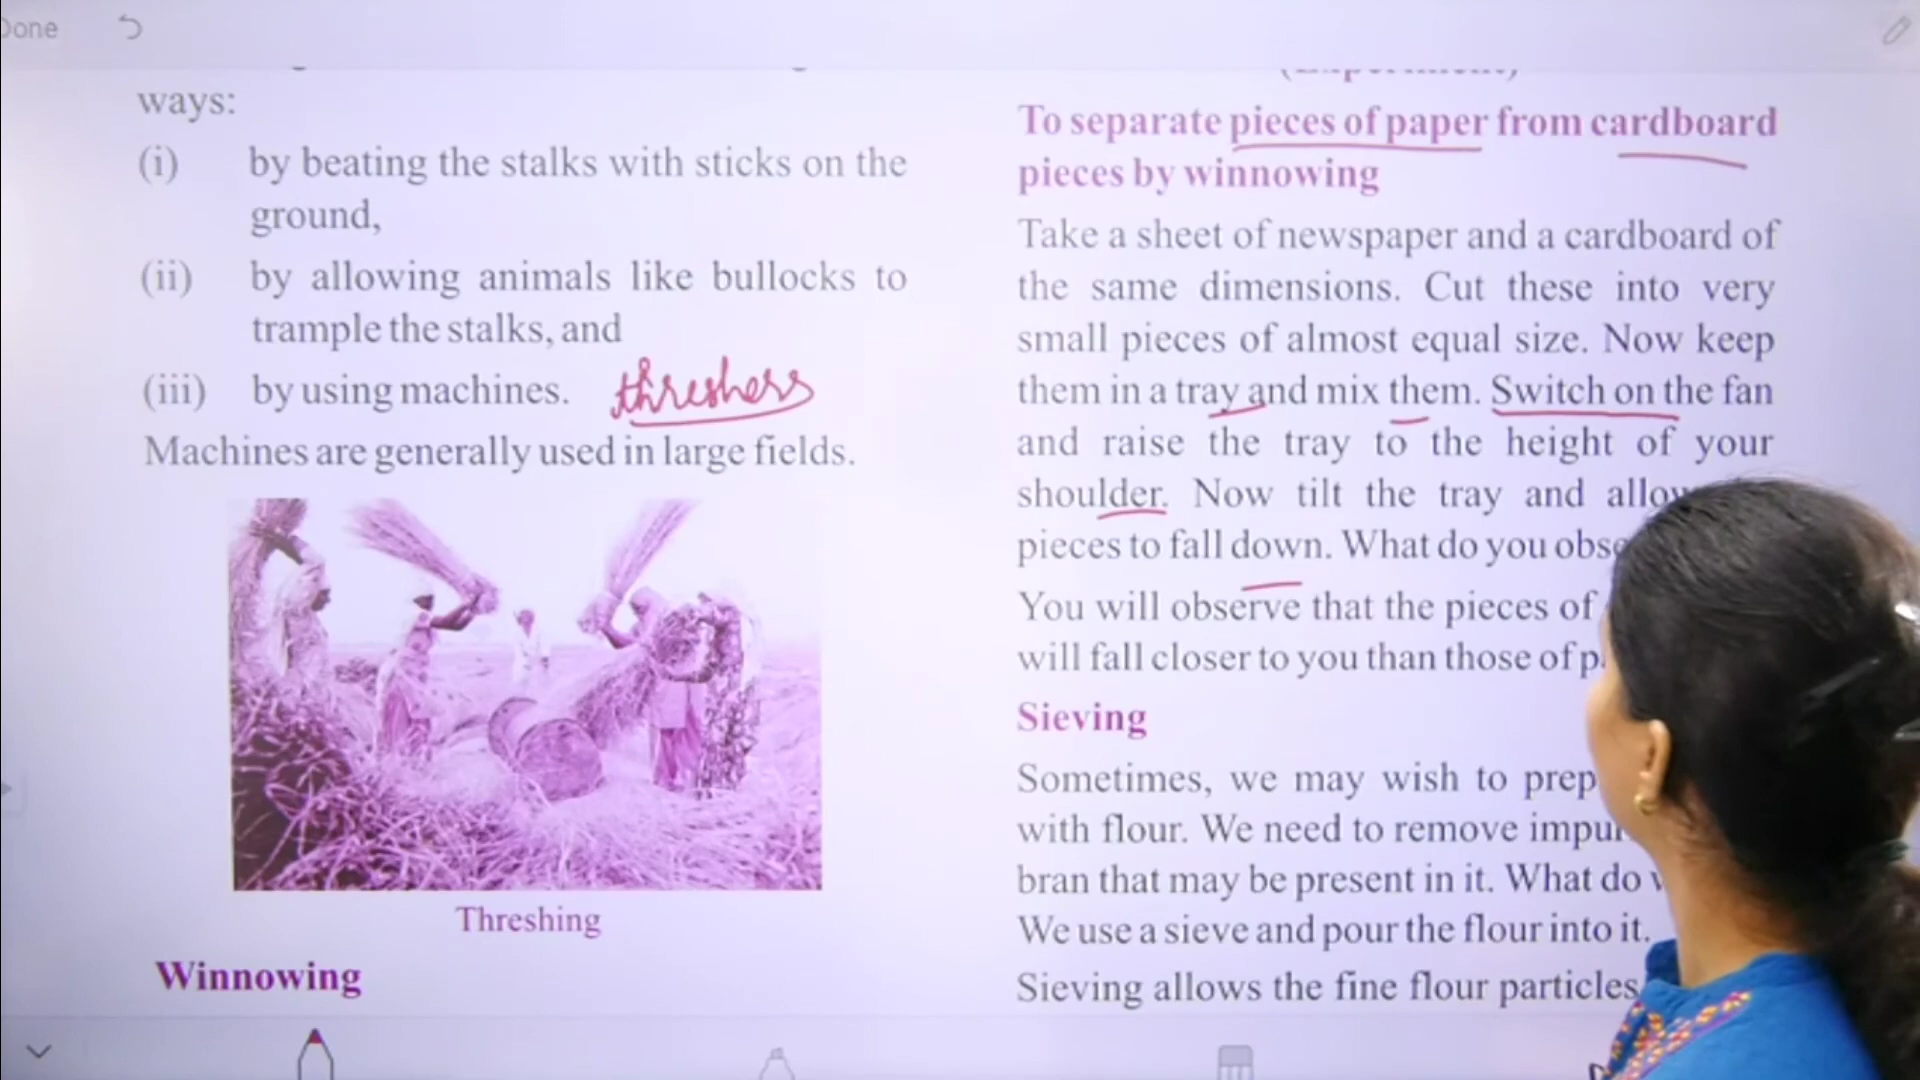 Done
ways:
(i) by beating the stalks with sticks on the
ground,
(ii) by allowing animals like bullocks to
trample the stalks, and
(iii) by using machines. threshers
Machines are generally used in large fields.
Threshing
Winnowing
To separate pieces of paper from cardboard
pieces by winnowing
Take a sheet of newspaper and a cardboard of
the same dimensions. Cut these into very
small pieces of almost equal size. Now keep
them in a tray and mix them. Switch on the fan
and raise the tray to the height of your
shoulder. Now tilt the tray and
pieces to fall down. What do you
You will observe that the pieces of
will fall closer to you than those of
Sieving
Sometimes, we may wish to
with flour. We need to remove
bran that may be present in it. What do
We use a sieve and pour the flour into it.
Sieving allows the fine flour particles